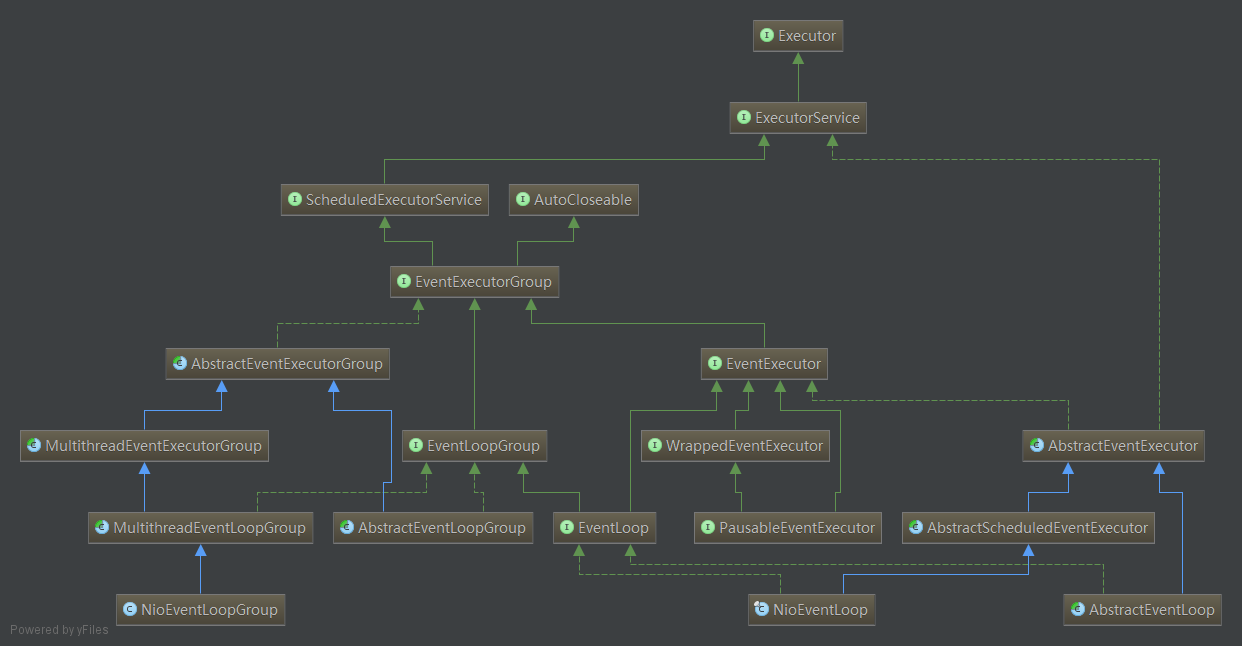 Executor
ExecutorService
ScheduledExecutorService
AutoCloseable
EventExecutorGroup
AbstractEventExecutorGroup
EventExecutor
MultithreadEventExecutorGroup
EventLoopGroup
WrappedEventExecutor
AbstractEventExecutor
MultithreadEventLoopGroup
AbstractEventLoopGroup
EventLoop
PausableEventExecutor
AbstractScheduledEventExecutor
NioEventLoopGroup
NioEventLoop
AbstractEventLoop
Powered by yFiles